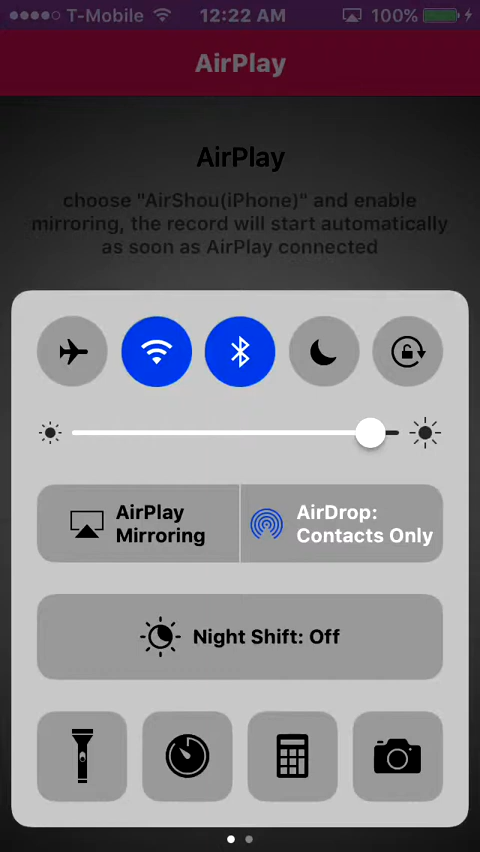 T-Mobile 12:22 AM 100%
AirPlay
AirPlay
choose "AirShou(iPhone)" and enable
mirroring, the record will start automatically
as soon as AirPlay connected
AirPlay
Mirroring
AirDrop:
Contacts Only
Night Shift: Off